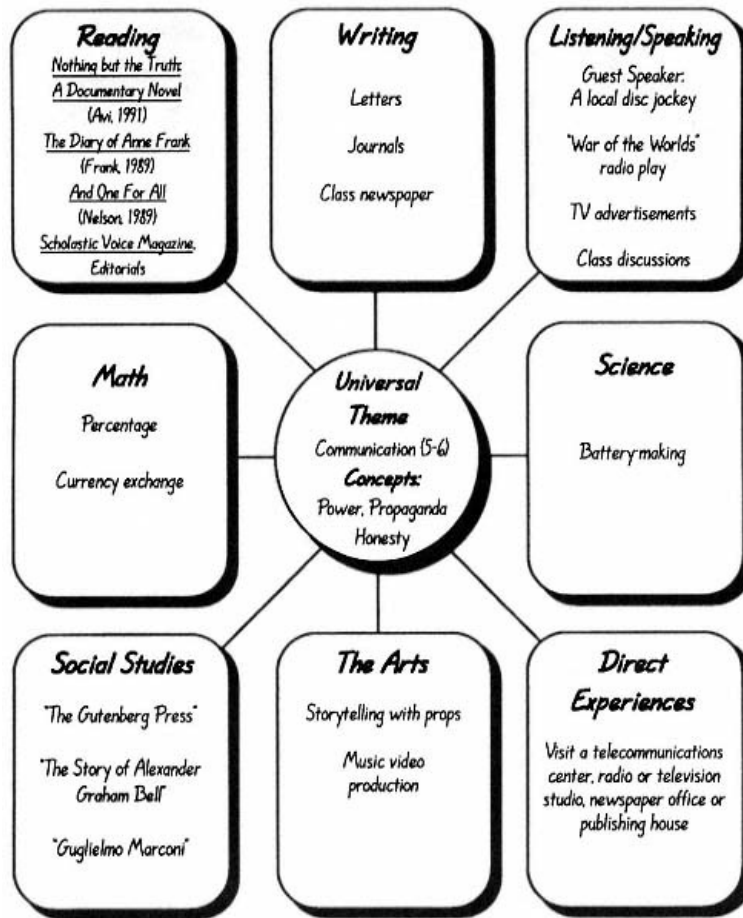 Reading
Nothing but the Truth:
A Documentary Novel
(Avi, 1991)
The Diary of Anne Frank
(Frank, 1989)
And One For All
(Nelson, 1989)
Scholastic Voice Magazine,
Editorials
Writing
Letters
Journals
Class newspaper
Listening/Speaking
Guest Speaker:
A local disc jockey
"War of the Worlds"
radio play
TV advertisements
Class discussions
Math
Percentage
Currency exchange
Universal
Theme
Communication (5-6)
Concepts:
Power, Propaganda
Honesty
Science
Battery-making
Social Studies
"The Gutenberg Press"
"The Story of Alexander
Graham Bell"
"Guglielmo Marconi"
The Arts
Storytelling with props
Music video
production
Direct
Experiences
Visit a telecommunications
center, radio or television
studio, newspaper office or
publishing house